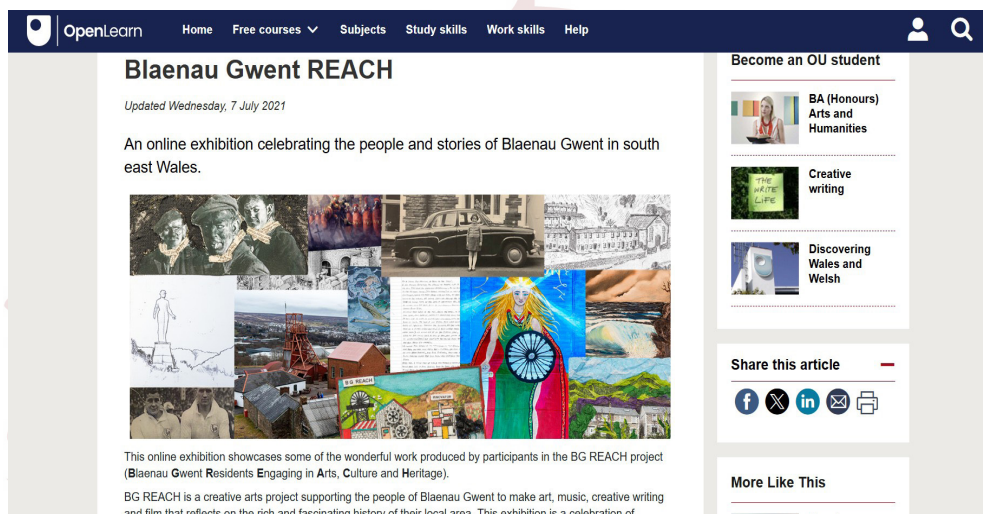 OpenLearn
Home Free courses Subjects Study skills Work skills Help
Blaenau Gwent REACH
Updated Wednesday, 7 July 2021
An online exhibition celebrating the people and stories of Blaenau Gwent in south
east Wales.
BG REACH
This online exhibition showcases some of the wonderful work produced by participants in the BG REACH project
(Blaenau Gwent Residents Engaging in Arts, Culture and Heritage).
BG REACH is a creative arts project supporting the people of Blaenau Gwent to make art, music, creative writing
and film that reflects on the rich and fascinating history of their local area. This exhibition is a celebration of
Become an OU student
BA (Honours)
Arts and
Humanities
THE
WRITE
LIFE
Creative
writing
Discovering
Wales and
Welsh
Share this article
More Like This